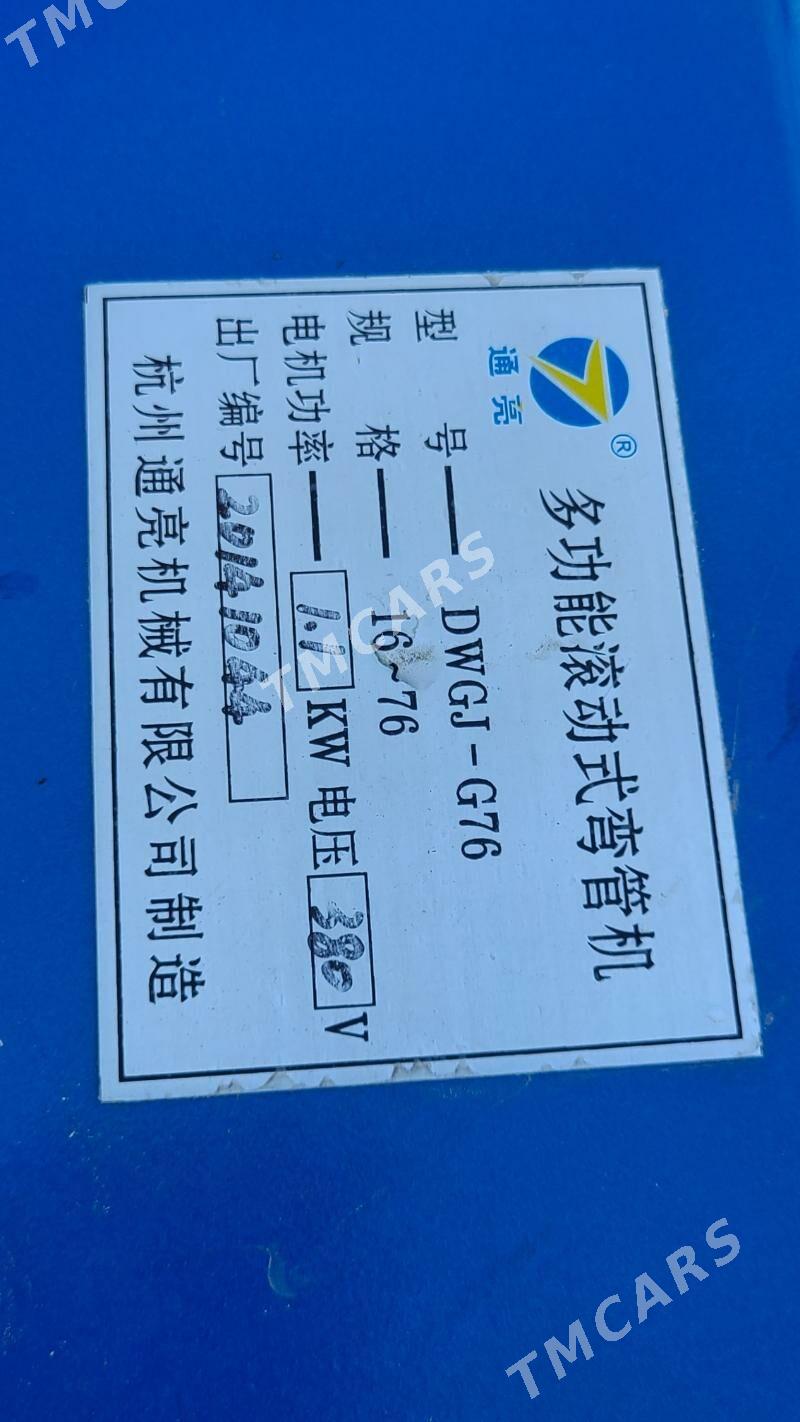 通亮
®
多功能滚动式弯管机
型号— DWGJ-G76
规格— 16~76
电机功率— 1.1 KW 电压 380 V
出厂编号
杭州通亮机械有限公司制造
TMCARS
TMCARS
TMCARS